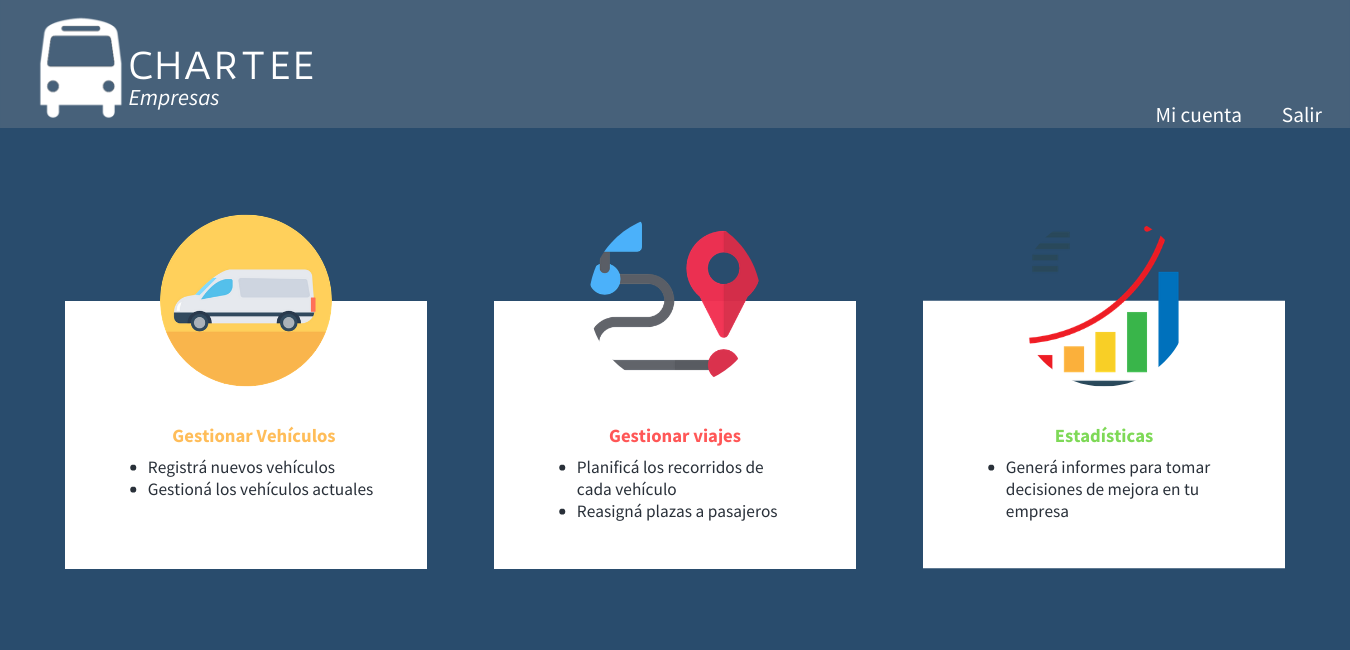 CHARTEE
Empresas
Mi cuenta
Salir
Gestionar Vehículos
Registrá nuevos vehículos
Gestioná los vehículos actuales
Gestionar viajes
Planificá los recorridos de
cada vehículo
Reasigná plazas a pasajeros
Estadísticas
Generá informes para tomar
decisiones de mejora en tu
empresa